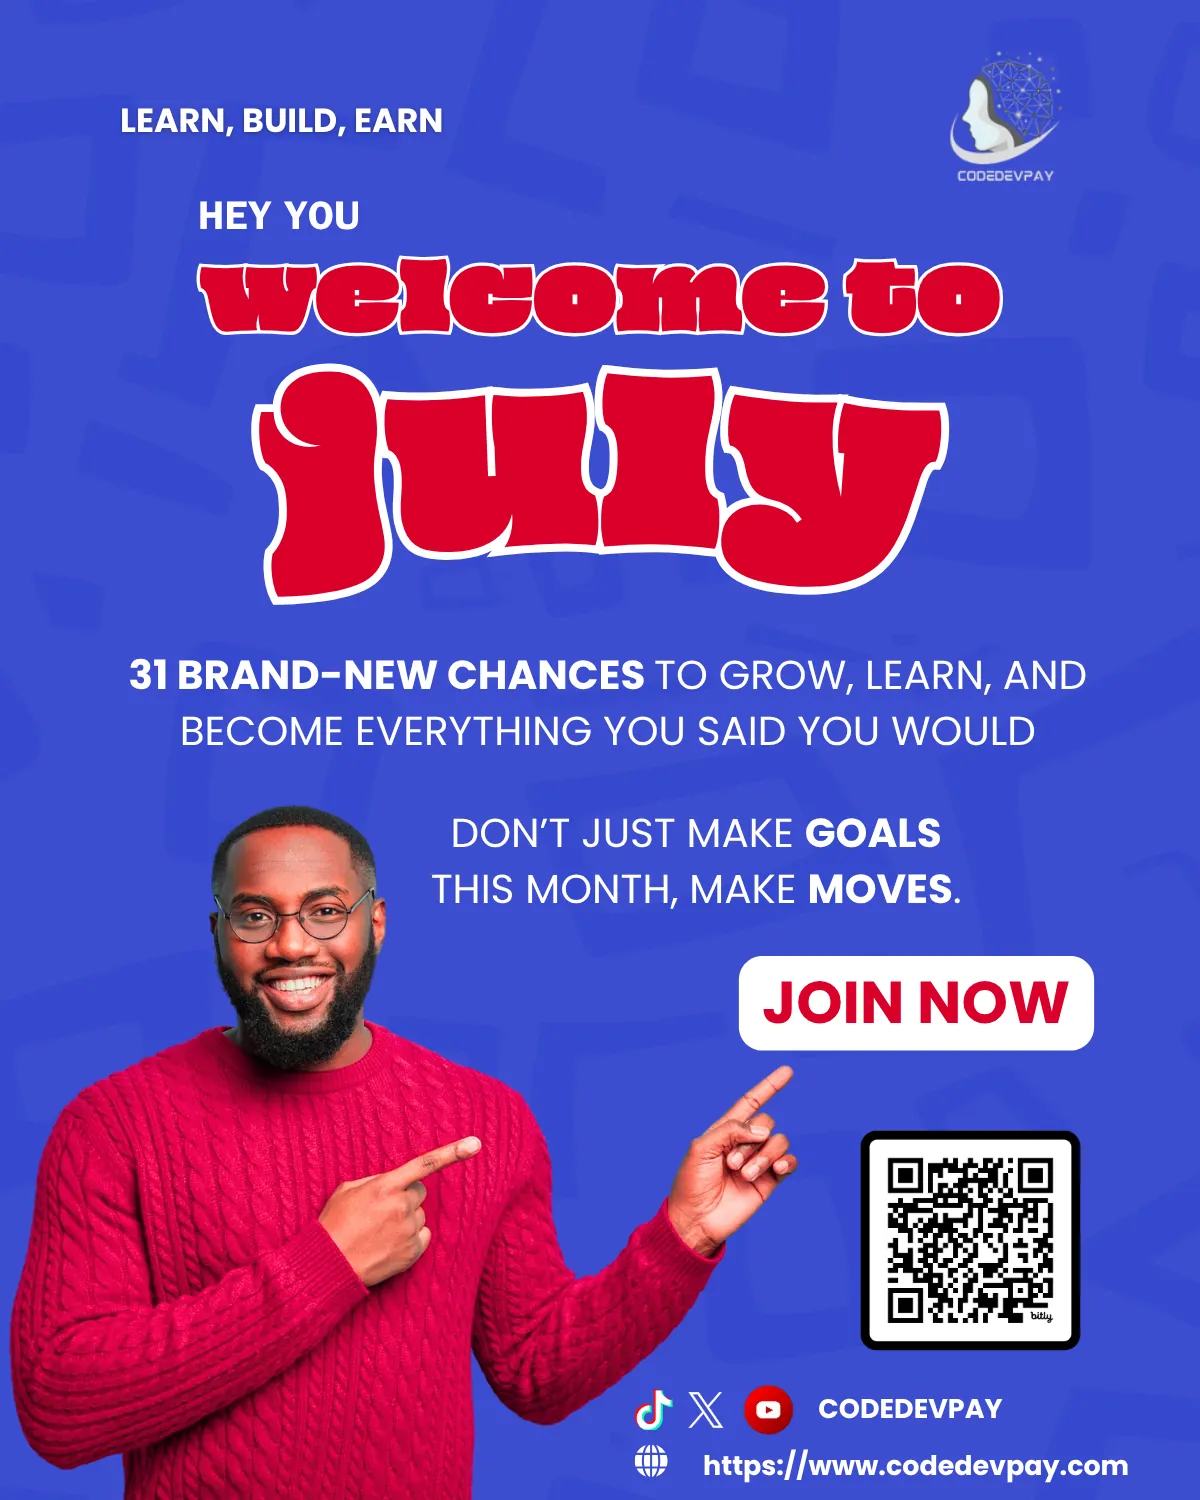 LEARN, BUILD, EARN
CODEDEVPAY
HEY YOU
welcome to
july
31 BRAND-NEW CHANCES TO GROW, LEARN, AND
BECOME EVERYTHING YOU SAID YOU WOULD
DON'T JUST MAKE GOALS
THIS MONTH, MAKE MOVES.
JOIN NOW
bitly
CODEDEVPAY
https://www.codedevpay.com